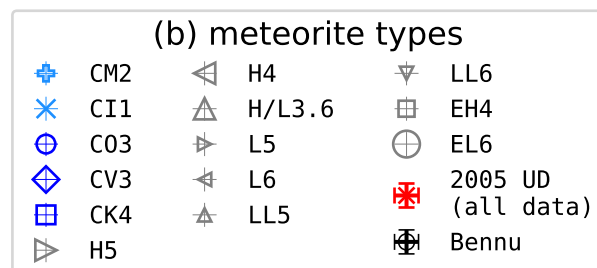 (b) meteorite types
CM2
CI1
CO3
CV3
CK4
H5
H4
H/L3.6
L5
L6
LL5
LL6
EH4
EL6
2005 UD
(all data)
Bennu